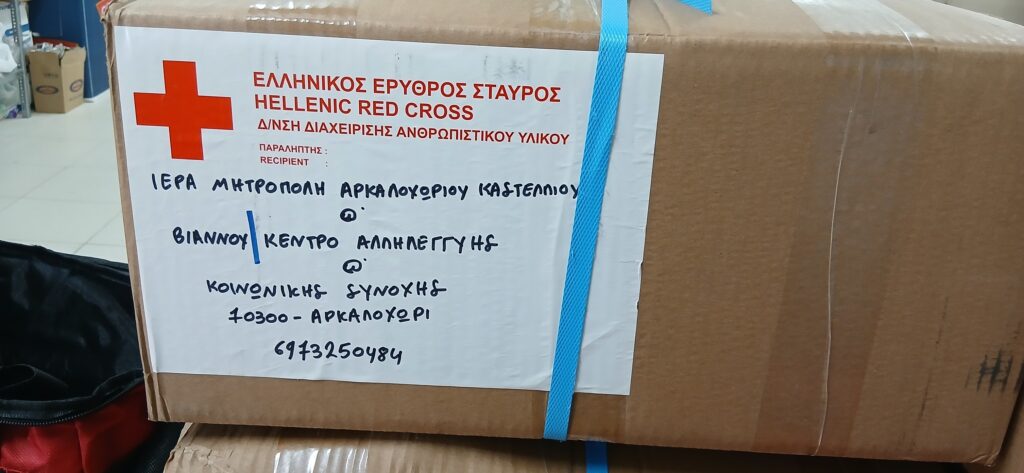 ΕΛΛΗΝΙΚΟΣ ΕΡΥΘΡΟΣ ΣΤΑΥΡΟΣ
HELLENIC RED CROSS
Δ/ΝΣΗ ΔΙΑΧΕΙΡΙΣΗΣ ΑΝΘΡΩΠΙΣΤΙΚΟΥ ΥΛΙΚΟΥ
ΠΑΡΑΛΗΠΤΗΣ :
RECIPIENT :
ΙΕΡΑ ΜΗΤΡΟΠΟΛΗ ΑΡΚΑΛΟΧΩΡΙΟΥ ΚΑΣΤΕΛΛΙΟΥ
ΒΙΑΝΝΟΥ ΚΕΝΤΡΟ ΑΛΛΗΛΕΓΓΥΗΣ
ΚΟΙΝΩΝΙΚΗΣ ΣΥΝΟΧΗΣ
70300 - ΑΡΚΑΛΟΧΩΡΙ
6973250484